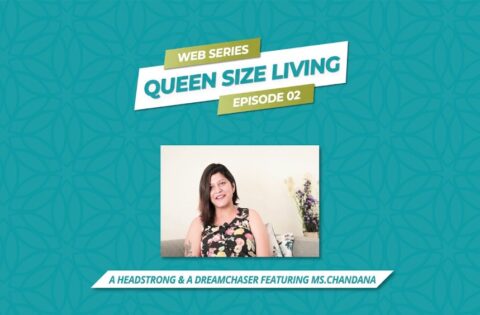 WEB SERIES
QUEEN SIZE LIVING
EPISODE 02
A HEADSTRONG & A DREAMCHASER FEATURING MS.CHANDANA